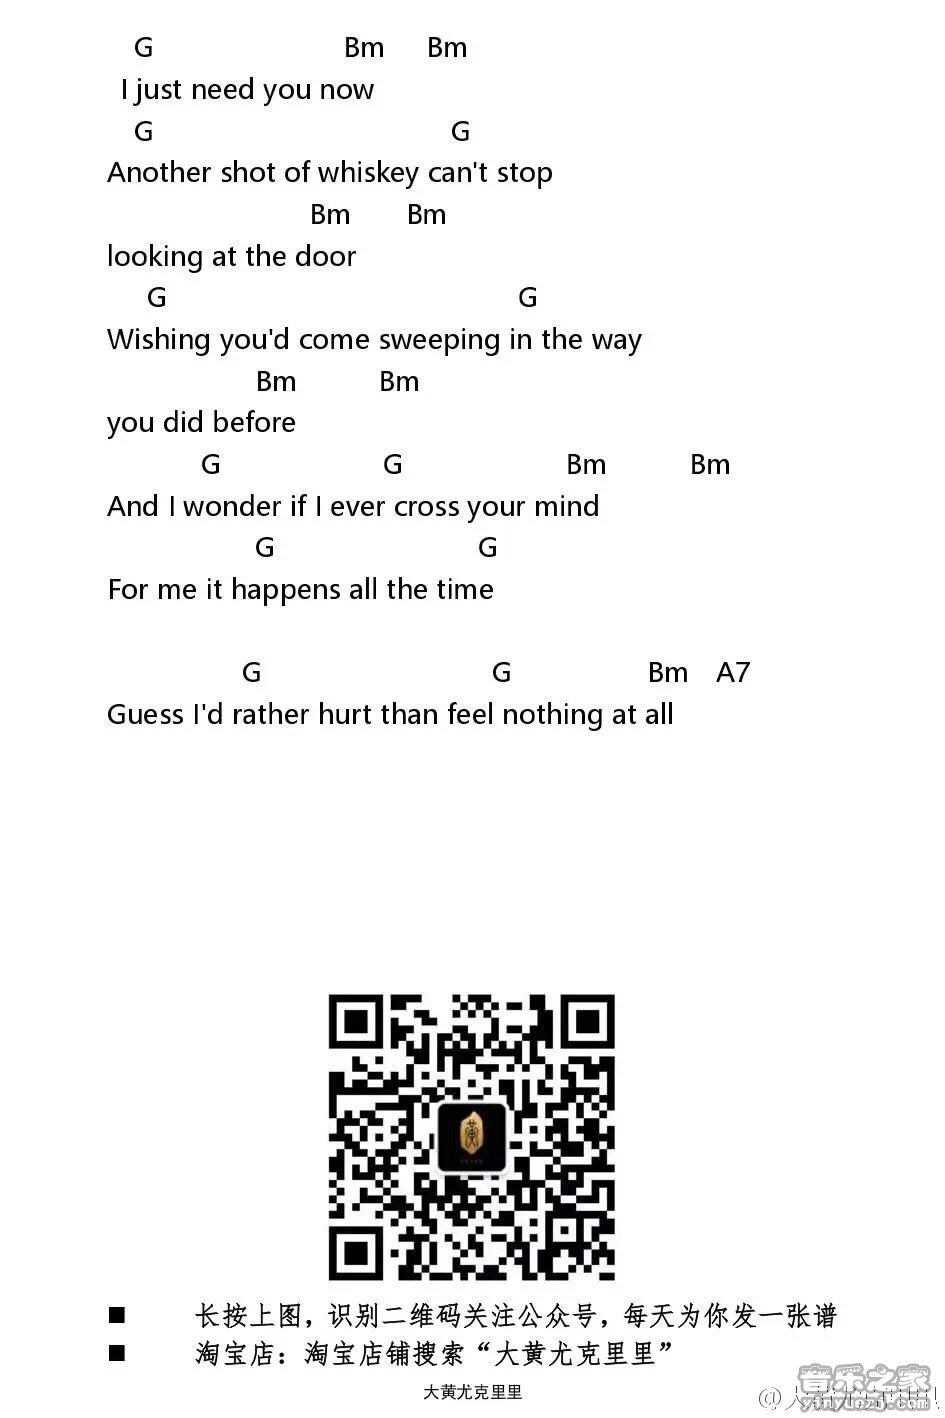 G Bm Bm
I just need you now
G G
Another shot of whiskey can't stop
Bm Bm
looking at the door
G G
Wishing you'd come sweeping in the way
Bm Bm
you did before
G G Bm Bm
And I wonder if I ever cross your mind
G G
For me it happens all the time
G G Bm A7
Guess I'd rather hurt than feel nothing at all
黄
■ 长按上图，识别二维码关注公众号，每天为你发一张谱
■ 淘宝店：淘宝店铺搜索“大黄尤克里里”
大黄尤克里里
音乐之家
yinyuezj.com